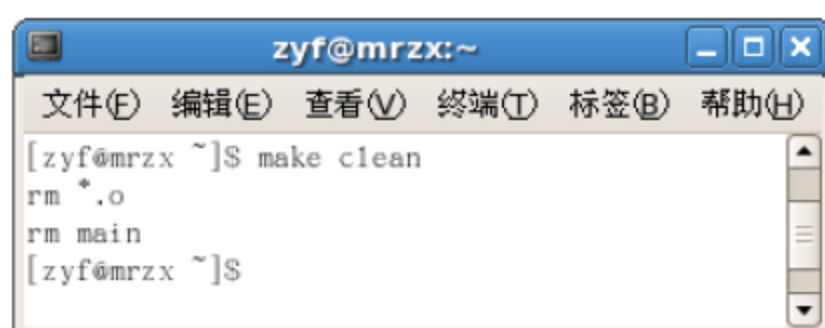 zyf@mrzx:~
文件(F) 编辑(E) 查看(V) 终端(T) 标签(B) 帮助(H)
[zyf@mrzx ~]$ make clean
rm *.o
rm main
[zyf@mrzx ~]$